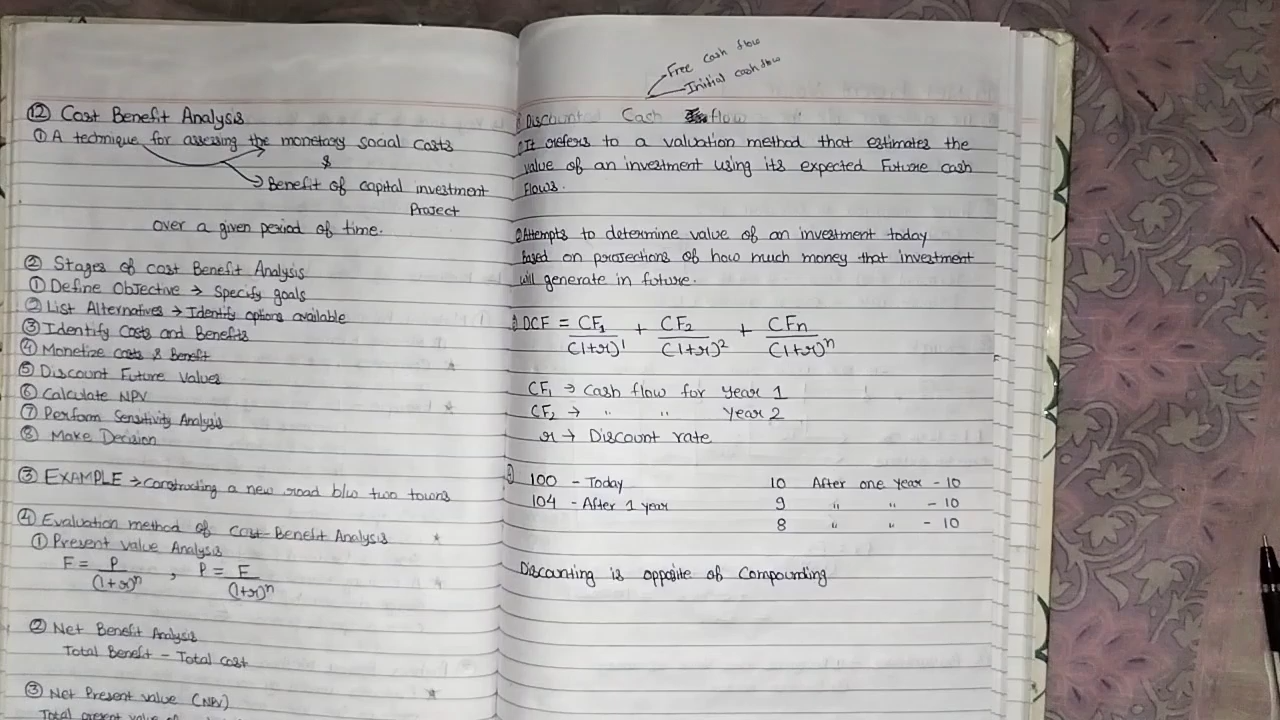 ⑫ Cost Benefit Analysis
① A technique for assessing the monetary social costs
&
Benefit of capital investment
Project
over a given period of time.
② Stages of cost Benefit Analysis
① Define Objective → Specify goals
② List Alternatives → Identify options available
③ Identify Costs and Benefits
④ Monetize costs & Benefit
⑤ Discount Future Values
⑥ Calculate NPV
⑦ Perform Sensitivity Analysis
⑧ Make Decision
③ EXAMPLE → Constructing a new road b/w two towns
④ Evaluation method of Cost Benefit Analysis
① Present value Analysis
F = P/(1+r)^n , P = F/(1+r)^n
② Net Benefit Analysis
Total Benefit - Total cost
③ Net Present value (NPV)
Total present value of
Free cash flow
Initial cash flow
Discount Cash flow
It refers to a valuation method that estimates the
value of an investment using its expected Future cash
Flows.
② Attempts to determine value of an investment today
Based on projections of how much money that investment
will generate in future.
③ DCF = CF1/(1+r)^1 + CF2/(1+r)^2 + CFn/(1+r)^n
CF1 → Cash flow for year 1
CF2 → " " Year 2
r → Discount rate
100 - Today 10 After one year - 10
104 - After 1 year 9 " " - 10
8 " " - 10
Discounting is opposite of Compounding